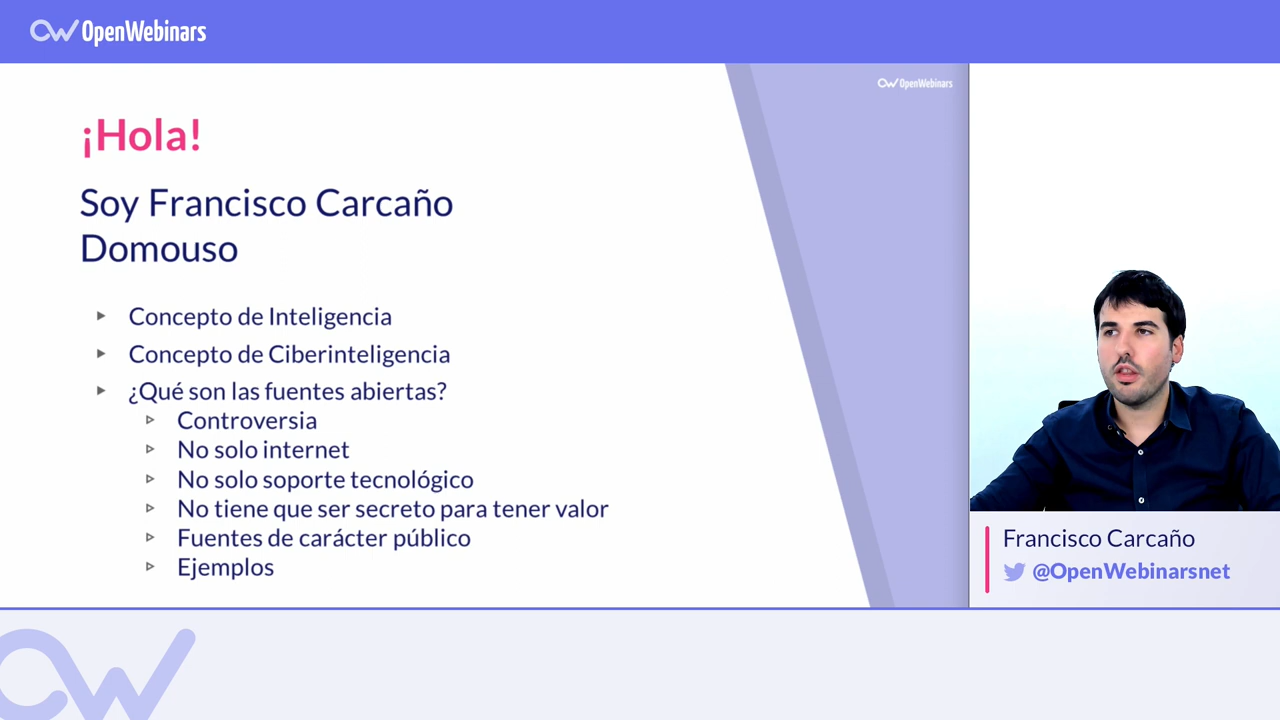 OpenWebinars
OpenWebinars
¡Hola!
Soy Francisco Carcaño
Domouso
Concepto de Inteligencia
Concepto de Ciberinteligencia
¿Qué son las fuentes abiertas?
Controversia
No solo internet
No solo soporte tecnológico
No tiene que ser secreto para tener valor
Fuentes de carácter público
Ejemplos
Francisco Carcaño
@OpenWebinarsnet